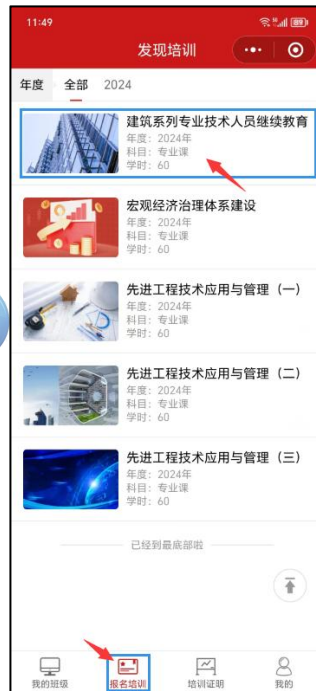 11:49
发现培训
年度 全部 2024
建筑系列专业技术人员继续教育
年度：2024年
科目：专业课
学时：60
宏观经济治理体系建设
年度：2024年
科目：专业课
学时：60
先进工程技术应用与管理（一）
年度：2024年
科目：专业课
学时：60
先进工程技术应用与管理（二）
年度：2024年
科目：专业课
学时：60
先进工程技术应用与管理（三）
年度：2024年
科目：专业课
学时：60
已经到最底部啦
我的班级 报名培训 培训证明 我的